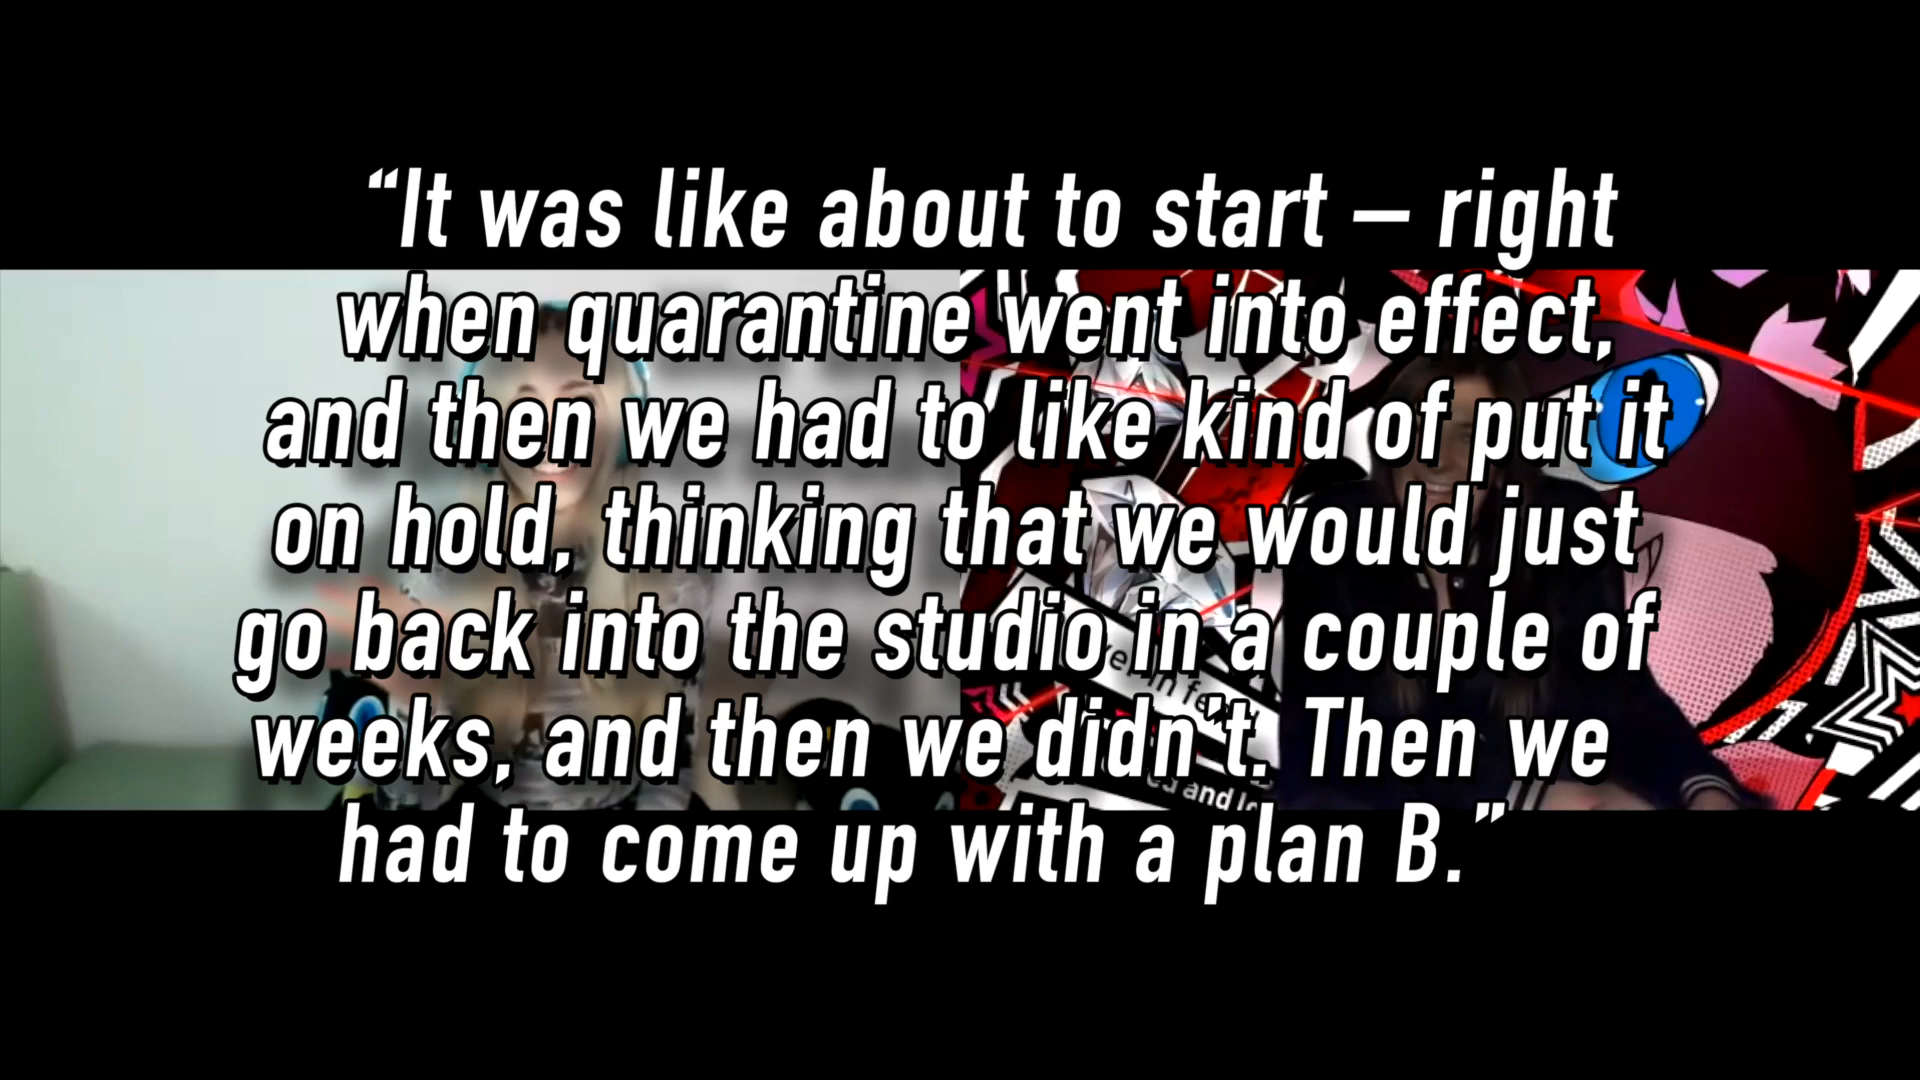 “It was like about to start — right
when quarantine went into effect,
and then we had to like kind of put it
on hold, thinking that we would just
go back into the studio in a couple of
weeks, and then we didn’t. Then we
had to come up with a plan B.”